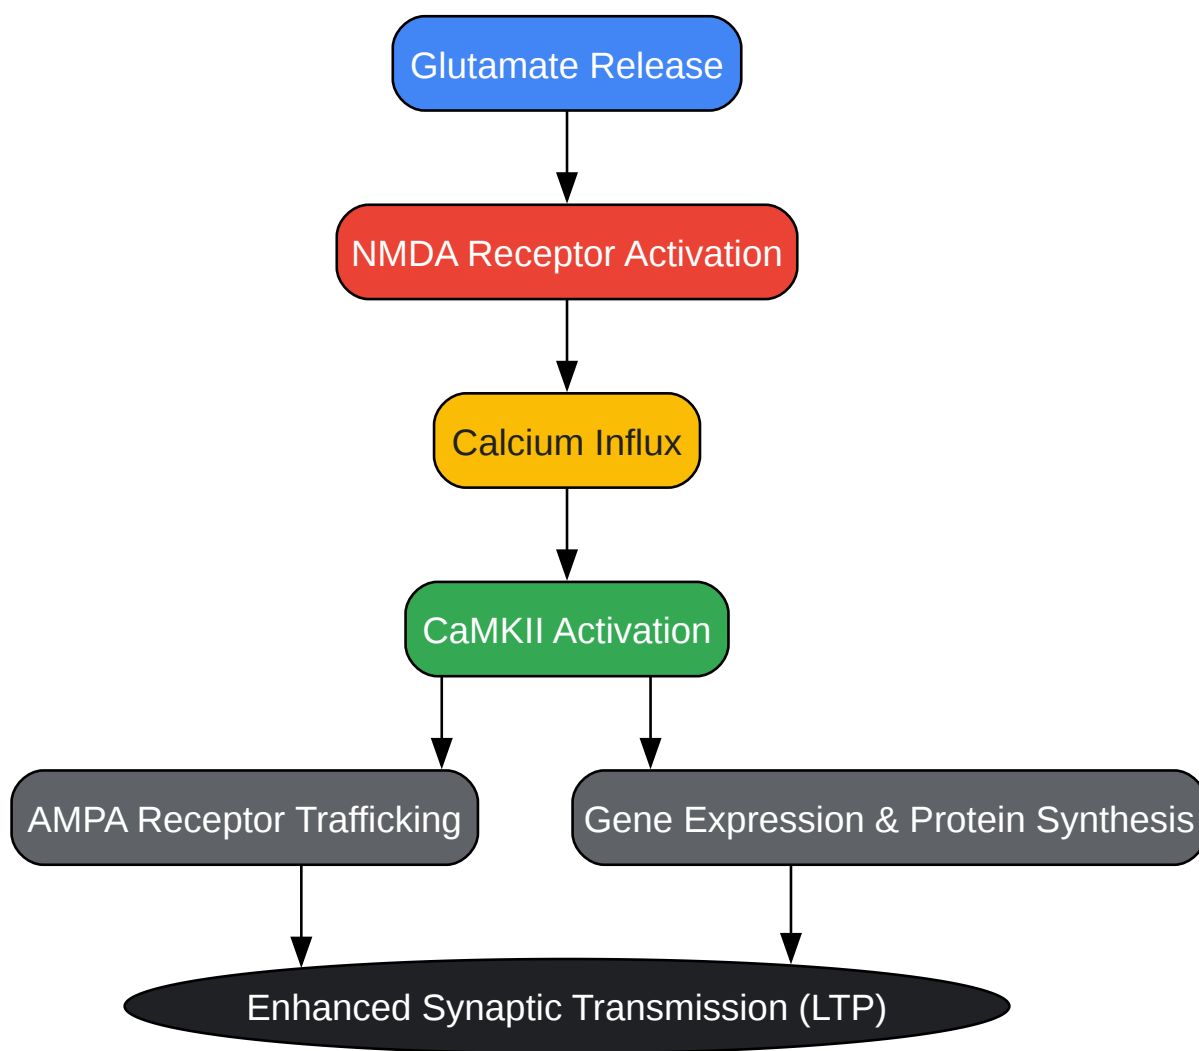 Glutamate Release
NMDA Receptor Activation
Calcium Influx
CaMKII Activation
AMPA Receptor Trafficking
Gene Expression & Protein Synthesis
Enhanced Synaptic Transmission (LTP)